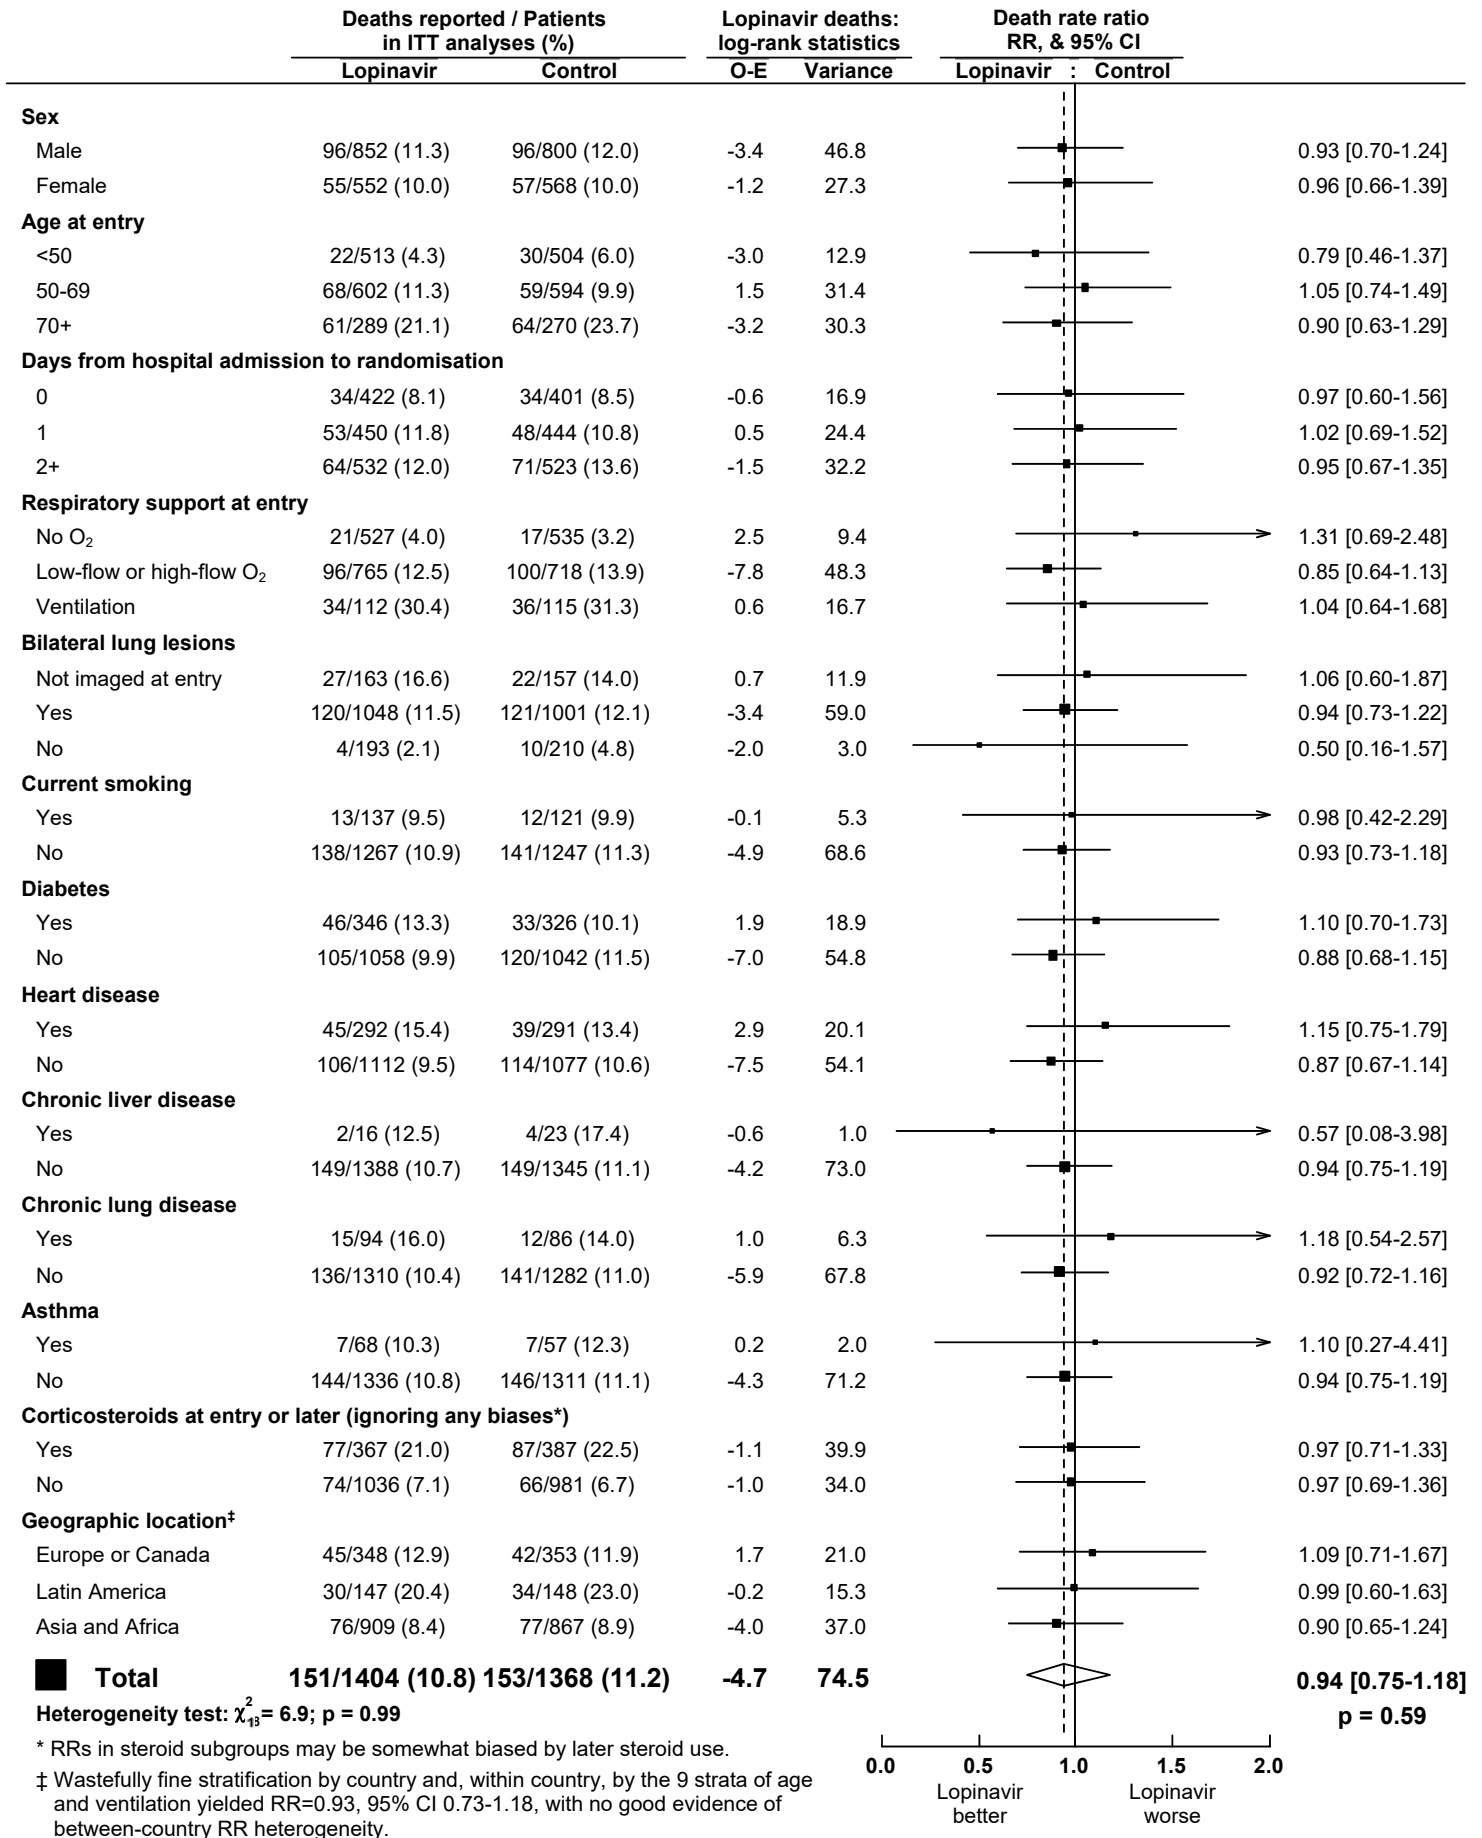 Deaths reported / Patients Lopinavir deaths: Death rate ratio
in ITT analyses (%) log-rank statistics RR, & 95% CI
Lopinavir Control O-E Variance Lopinavir : Control
Sex
Male 96/852 (11.3) 96/800 (12.0) -3.4 46.8 0.93 [0.70-1.24]
Female 55/552 (10.0) 57/568 (10.0) -1.2 27.3 0.96 [0.66-1.39]
Age at entry
<50 22/513 (4.3) 30/504 (6.0) -3.0 12.9 0.79 [0.46-1.37]
50-69 68/602 (11.3) 59/594 (9.9) 1.5 31.4 1.05 [0.74-1.49]
70+ 61/289 (21.1) 64/270 (23.7) -3.2 30.3 0.90 [0.63-1.29]
Days from hospital admission to randomisation
0 34/422 (8.1) 34/401 (8.5) -0.6 16.9 0.97 [0.60-1.56]
1 53/450 (11.8) 48/444 (10.8) 0.5 24.4 1.02 [0.69-1.52]
2+ 64/532 (12.0) 71/523 (13.6) -1.5 32.2 0.95 [0.67-1.35]
Respiratory support at entry
No O₂ 21/527 (4.0) 17/535 (3.2) 2.5 9.4 1.31 [0.69-2.48]
Low-flow or high-flow O₂ 96/765 (12.5) 100/718 (13.9) -7.8 48.3 0.85 [0.64-1.13]
Ventilation 34/112 (30.4) 36/115 (31.3) 0.6 16.7 1.04 [0.64-1.68]
Bilateral lung lesions
Not imaged at entry 27/163 (16.6) 22/157 (14.0) 0.7 11.9 1.06 [0.60-1.87]
Yes 120/1048 (11.5) 121/1001 (12.1) -3.4 59.0 0.94 [0.73-1.22]
No 4/193 (2.1) 10/210 (4.8) -2.0 3.0 0.50 [0.16-1.57]
Current smoking
Yes 13/137 (9.5) 12/121 (9.9) -0.1 5.3 0.98 [0.42-2.29]
No 138/1267 (10.9) 141/1247 (11.3) -4.9 68.6 0.93 [0.73-1.18]
Diabetes
Yes 46/346 (13.3) 33/326 (10.1) 1.9 18.9 1.10 [0.70-1.73]
No 105/1058 (9.9) 120/1042 (11.5) -7.0 54.8 0.88 [0.68-1.15]
Heart disease
Yes 45/292 (15.4) 39/291 (13.4) 2.9 20.1 1.15 [0.75-1.79]
No 106/1112 (9.5) 114/1077 (10.6) -7.5 54.1 0.87 [0.67-1.14]
Chronic liver disease
Yes 2/16 (12.5) 4/23 (17.4) -0.6 1.0 0.57 [0.08-3.98]
No 149/1388 (10.7) 149/1345 (11.1) -4.2 73.0 0.94 [0.75-1.19]
Chronic lung disease
Yes 15/94 (16.0) 12/86 (14.0) 1.0 6.3 1.18 [0.54-2.57]
No 136/1310 (10.4) 141/1282 (11.0) -5.9 67.8 0.92 [0.72-1.16]
Asthma
Yes 7/68 (10.3) 7/57 (12.3) 0.2 2.0 1.10 [0.27-4.41]
No 144/1336 (10.8) 146/1311 (11.1) -4.3 71.2 0.94 [0.75-1.19]
Corticosteroids at entry or later (ignoring any biases*)
Yes 77/367 (21.0) 87/387 (22.5) -1.1 39.9 0.97 [0.71-1.33]
No 74/1036 (7.1) 66/981 (6.7) -1.0 34.0 0.97 [0.69-1.36]
Geographic location‡
Europe or Canada 45/348 (12.9) 42/353 (11.9) 1.7 21.0 1.09 [0.71-1.67]
Latin America 30/147 (20.4) 34/148 (23.0) -0.2 15.3 0.99 [0.60-1.63]
Asia and Africa 76/909 (8.4) 77/867 (8.9) -4.0 37.0 0.90 [0.65-1.24]
Total 151/1404 (10.8) 153/1368 (11.2) -4.7 74.5 0.94 [0.75-1.18]
Heterogeneity test: χ²₁₈= 6.9; p = 0.99 p = 0.59
* RRs in steroid subgroups may be somewhat biased by later steroid use.
0.0 0.5 1.0 1.5 2.0
‡ Wastefully fine stratification by country and, within country, by the 9 strata of age
and ventilation yielded RR=0.93, 95% CI 0.73-1.18, with no good evidence of
between-country RR heterogeneity.
Lopinavir Lopinavir
better worse